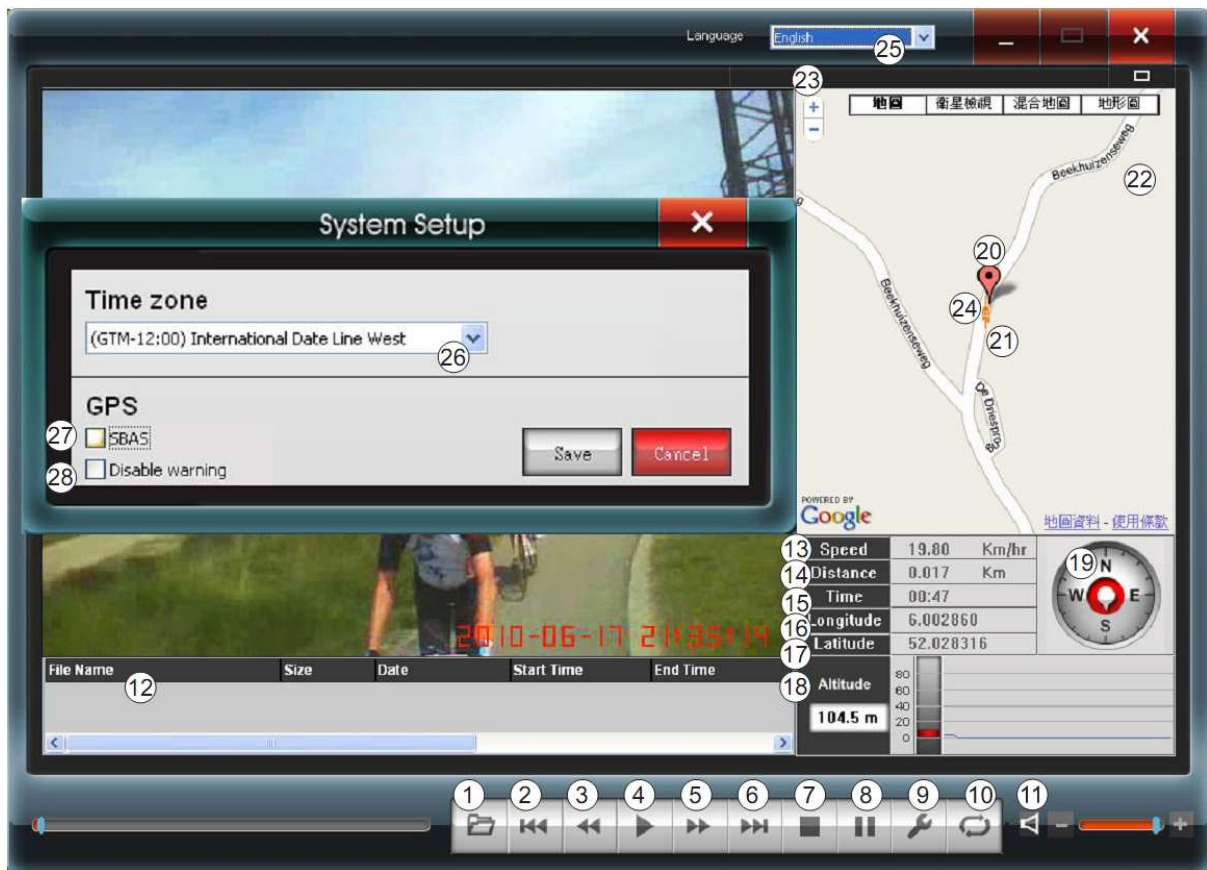 Language English 25
23
地圖 衛星檢視 混合地圖 地形圖
Beekhuizenseweg
22
g
20
24
21
Beekhuizenseweg
De Driespro
System Setup
Time zone
(GTM-12:00) International Date Line West
26
GPS
27 SBAS
28 Disable warning
Save Cancel
POWERED BY
Google
地圖資料 - 使用條款
2010-06-17 21:35:14
13 Speed 19.80 Km/hr
14 Distance 0.017 Km
15 Time 00:47
16 Longitude 6.002860
17 Latitude 52.028316
19
N
W E
S
File Name Size Date Start Time End Time
12
18 Altitude
104.5 m
80
60
40
20
0
1 2 3 4 5 6 7 8 9 10 11